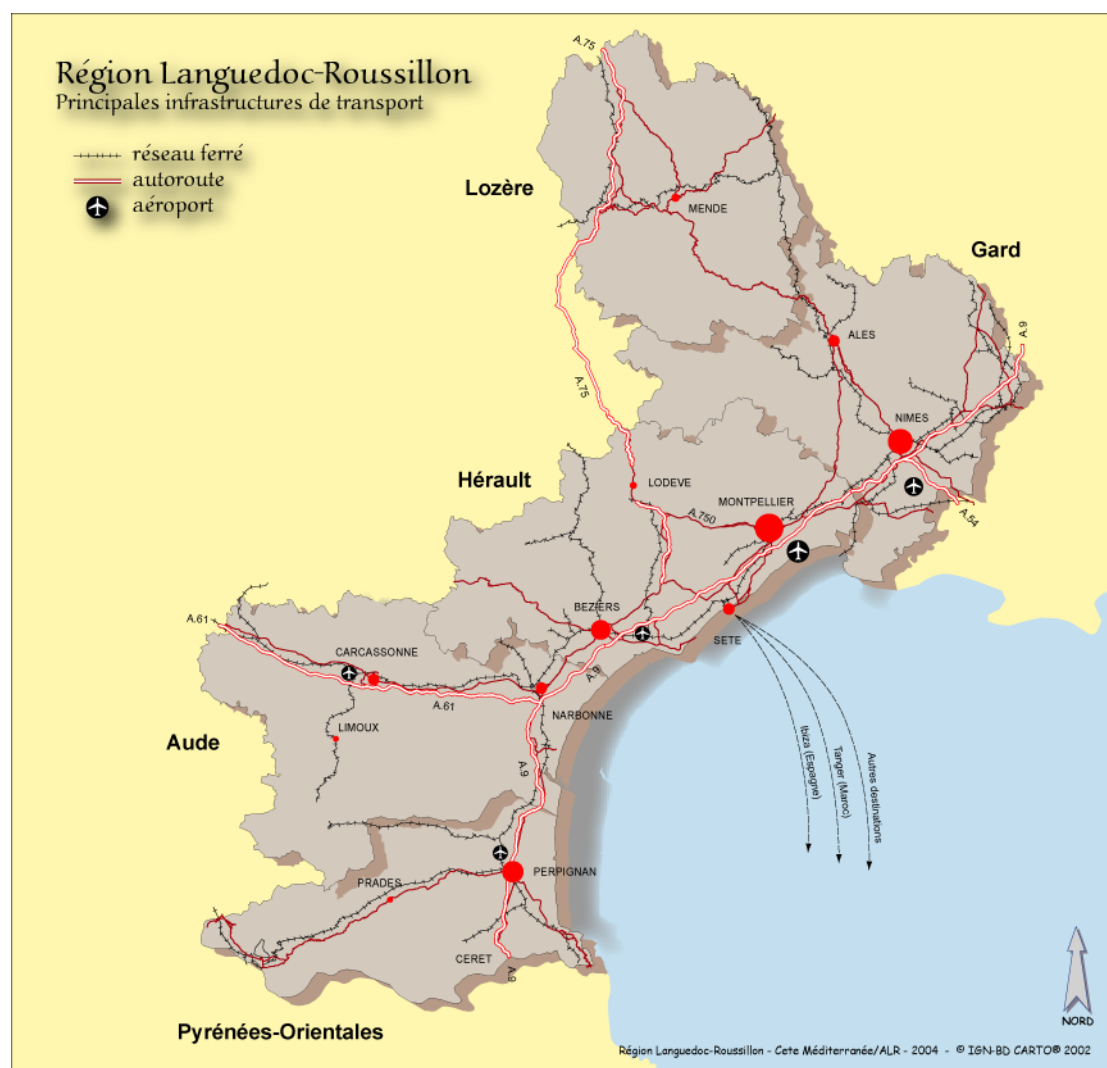 Région Languedoc-Roussillon
Principales infrastructures de transport
réseau ferré
autoroute
aéroport
A.75
Lozère
MENDE
Gard
A.9
ALES
A.75
NIMES
Hérault
LODEVE
MONTPELLIER
A.750
A.54
BEZIERS
A.61
SETE
CARCASSONNE
A.9
A.61
NARBONNE
LIMOUX
Aude
Ibiza (Espagne)
Tanger (Maroc)
Autres destinations
A.9
PERPIGNAN
PRADES
CERET
A.9
NORD
Pyrénées-Orientales
Région Languedoc-Roussillon - Cete Méditerranée/ALR - 2004 - © IGN-BD CARTO® 2002